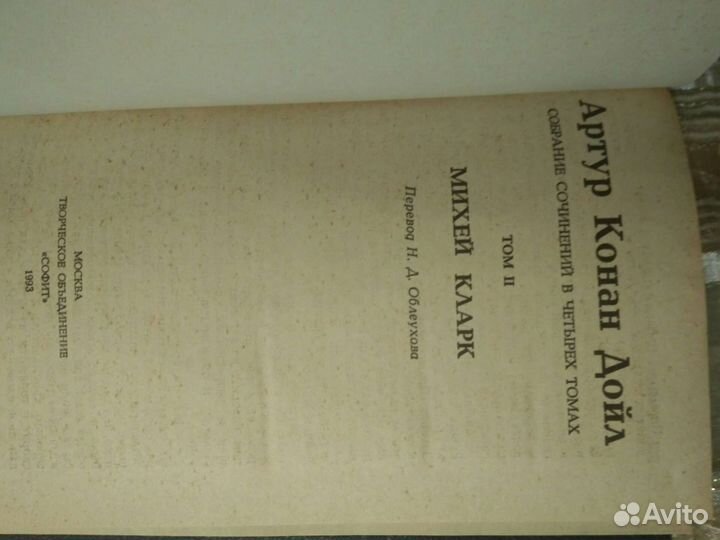 Артур Конан Дойл
СОБРАНИЕ СОЧИНЕНИЙ В ЧЕТЫРЕХ ТОМАХ
ТОМ II
МИХЕЙ КЛАРК
Перевод Н. Д. Облеухова
МОСКВА
ТВОРЧЕСКОЕ ОБЪЕДИНЕНИЕ
«СОФИТ»
1993
Avito